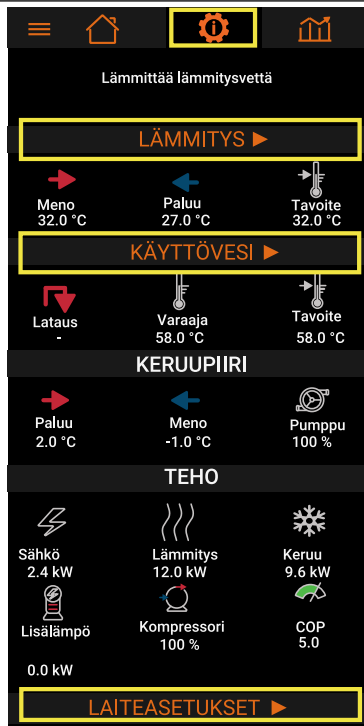 Lämmittää lämmitysvettä
LÄMMITYS ►
Meno Paluu Tavoite
32.0 °C 27.0 °C 32.0 °C
KÄYTTÖVESI ►
Lataus Varaaja Tavoite
- 58.0 °C 58.0 °C
KERUUPIIRI
Paluu Meno Pumppu
2.0 °C -1.0 °C 100 %
TEHO
Sähkö Lämmitys Keruu
2.4 kW 12.0 kW 9.6 kW
Lisälämpö Kompressori COP
0.0 kW 100 % 5.0
LAITEASETUKSET ►